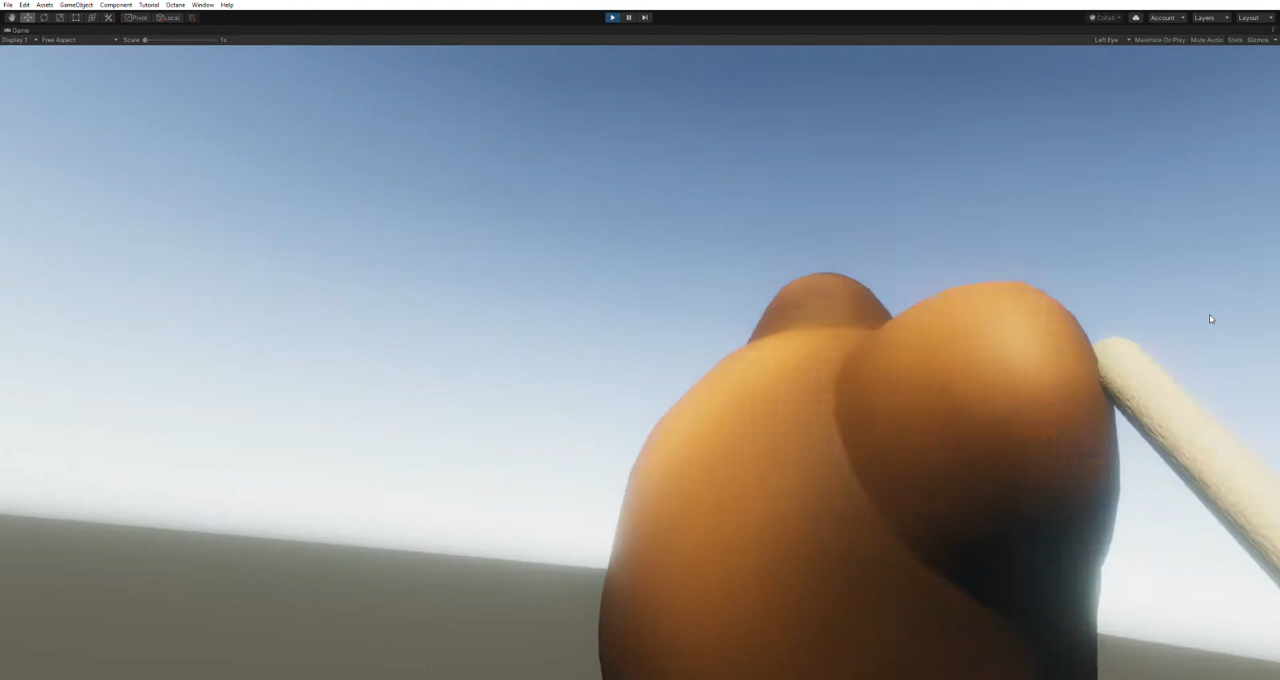 File Edit Assets GameObject Component Tutorial Octane Window Help
Pivot Local Collab Account Layers Layout
Game
Display 1 Free Aspect Scale 1x Left Eye Maximize On Play Mute Audio Stats Gizmos